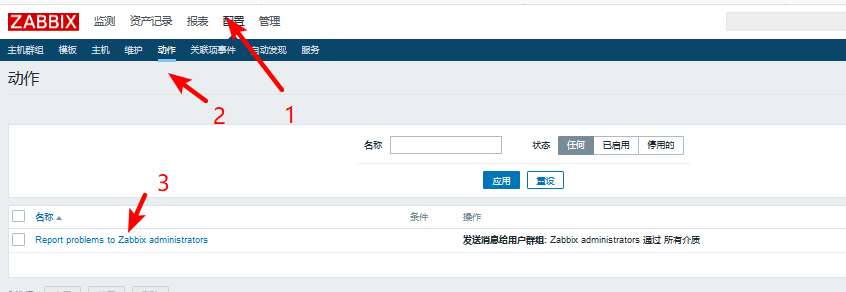 ZABBIX 监测 资产记录 报表 配置 管理
主机群组 模板 主机 维护 动作 关联项事件 自动发现 服务
1
2
动作
名称 状态 任何 已启用 停用的
应用 重设
3
名称 条件 操作
Report problems to Zabbix administrators 发送消息给用户群组: Zabbix administrators 通过 所有介质